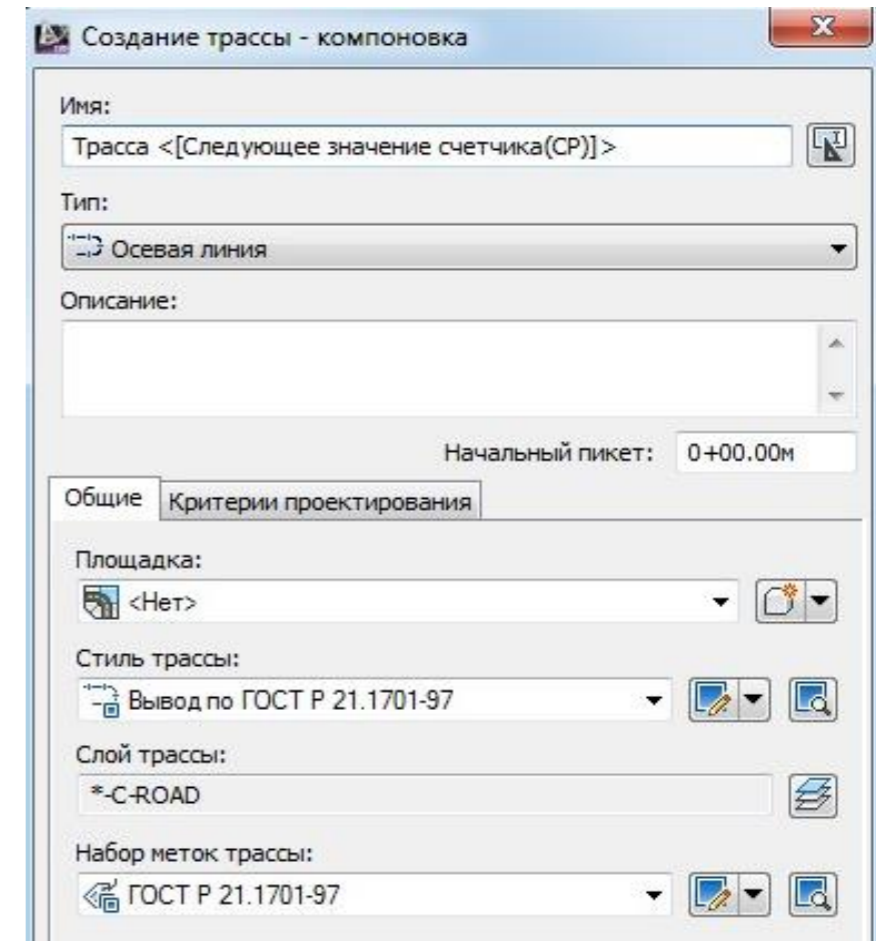 Создание трассы - компоновка
Имя:
Трасса <[Следующее значение счетчика(СР)]>
Тип:
Осевая линия
Описание:
Начальный пикет: 0+00.00м
Общие Критерии проектирования
Площадка:
<Нет>
Стиль трассы:
Вывод по ГОСТ Р 21.1701-97
Слой трассы:
*-C-ROAD
Набор меток трассы:
ГОСТ Р 21.1701-97